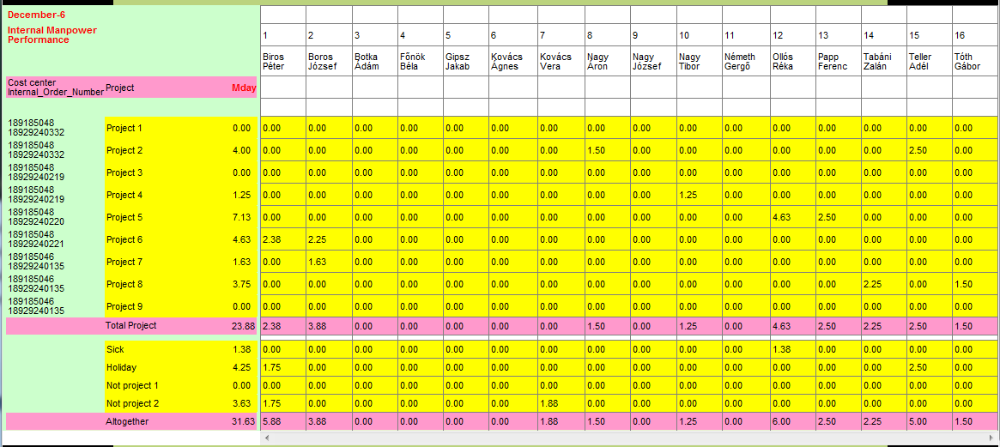 December-6
Internal Manpower
Performance
1 2 3 4 5 6 7 8 9 10 11 12 13 14 15 16
Biros Péter Boros József Botka Ádám Főnök Béla Gipsz Jakab Kovács Ágnes Kovács Vera Nagy Áron Nagy József Nagy Tibor Németh Gergő Ollós Réka Papp Ferenc Tabáni Zalán Teller Adél Tóth Gábor
Cost center
Internal_Order_Number Project Mday
189185048
18929240332 Project 1 0.00 0.00 0.00 0.00 0.00 0.00 0.00 0.00 0.00 0.00 0.00 0.00 0.00 0.00 0.00 0.00 0.00
189185048
18929240332 Project 2 4.00 0.00 0.00 0.00 0.00 0.00 0.00 0.00 1.50 0.00 0.00 0.00 0.00 0.00 0.00 2.50 0.00
189185048
18929240219 Project 3 0.00 0.00 0.00 0.00 0.00 0.00 0.00 0.00 0.00 0.00 0.00 0.00 0.00 0.00 0.00 0.00 0.00
189185048
18929240219 Project 4 1.25 0.00 0.00 0.00 0.00 0.00 0.00 0.00 0.00 0.00 1.25 0.00 0.00 0.00 0.00 0.00 0.00
189185048
18929240220 Project 5 7.13 0.00 0.00 0.00 0.00 0.00 0.00 0.00 0.00 0.00 0.00 0.00 4.63 2.50 0.00 0.00 0.00
189185048
18929240221 Project 6 4.63 2.38 2.25 0.00 0.00 0.00 0.00 0.00 0.00 0.00 0.00 0.00 0.00 0.00 0.00 0.00 0.00
189185046
18929240135 Project 7 1.63 0.00 1.63 0.00 0.00 0.00 0.00 0.00 0.00 0.00 0.00 0.00 0.00 0.00 0.00 0.00 0.00
189185046
18929240135 Project 8 3.75 0.00 0.00 0.00 0.00 0.00 0.00 0.00 0.00 0.00 0.00 0.00 0.00 0.00 2.25 0.00 1.50
189185046
18929240135 Project 9 0.00 0.00 0.00 0.00 0.00 0.00 0.00 0.00 0.00 0.00 0.00 0.00 0.00 0.00 0.00 0.00 0.00
Total Project 23.88 2.38 3.88 0.00 0.00 0.00 0.00 0.00 1.50 0.00 1.25 0.00 4.63 2.50 2.25 2.50 1.50
Sick 1.38 0.00 0.00 0.00 0.00 0.00 0.00 0.00 0.00 0.00 0.00 0.00 1.38 0.00 0.00 0.00 0.00
Holiday 4.25 1.75 0.00 0.00 0.00 0.00 0.00 0.00 0.00 0.00 0.00 0.00 0.00 0.00 0.00 2.50 0.00
Not project 1 0.00 0.00 0.00 0.00 0.00 0.00 0.00 0.00 0.00 0.00 0.00 0.00 0.00 0.00 0.00 0.00 0.00
Not project 2 3.63 1.75 0.00 0.00 0.00 0.00 0.00 1.88 0.00 0.00 0.00 0.00 0.00 0.00 0.00 0.00 0.00
Altogether 31.63 5.88 3.88 0.00 0.00 0.00 0.00 1.88 1.50 0.00 1.25 0.00 6.00 2.50 2.25 5.00 1.50